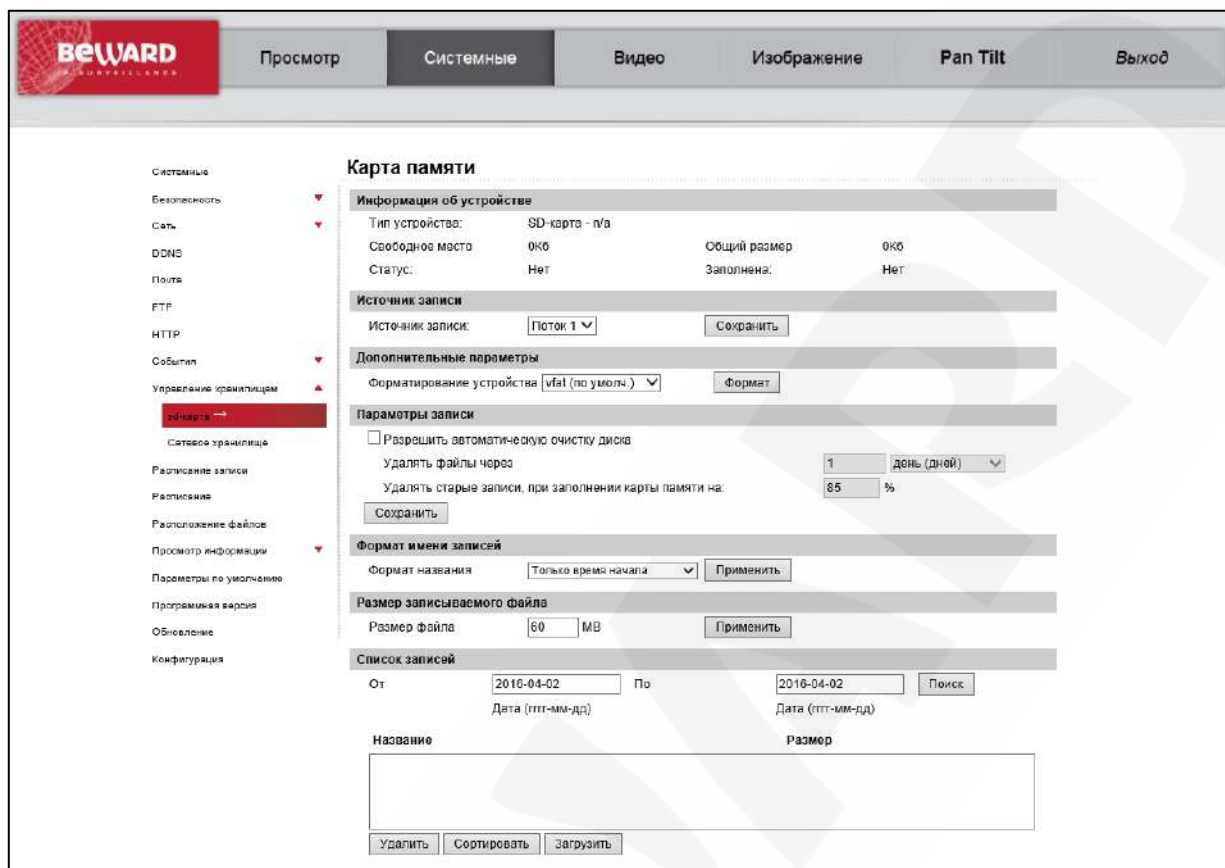 BEWARD
Просмотр Системные Видео Изображение Pan Tilt Выход
Карта памяти
Системные
Безопасность
Сеть
DDNS
Почта
FTP
HTTP
События
Управление хранилищем
sd-карта →
Сетевое хранилище
Расписание записи
Расписание
Расположение файлов
Просмотр информации
Параметры по умолчанию
Программная версия
Обновление
Конфигурация
Информация об устройстве
Тип устройства: SD-карта - n/a
Свободное место 0Кб Общий размер 0Кб
Статус: Нет Заполнена: Нет
Источник записи
Источник записи: Поток 1 Сохранить
Дополнительные параметры
Форматирование устройства vfat (по умолч.) Формат
Параметры записи
Разрешить автоматическую очистку диска
Удалять файлы через 1 день (дней)
Удалять старые записи, при заполнении карты памяти на: 85 %
Сохранить
Формат имени записей
Формат названия Только время начала Применить
Размер записываемого файла
Размер файла 60 MB Применить
Список записей
От 2016-04-02 По 2016-04-02 Поиск
Дата (гггг-мм-дд) Дата (гггг-мм-дд)
Название Размер
Удалить Сортировать Загрузить